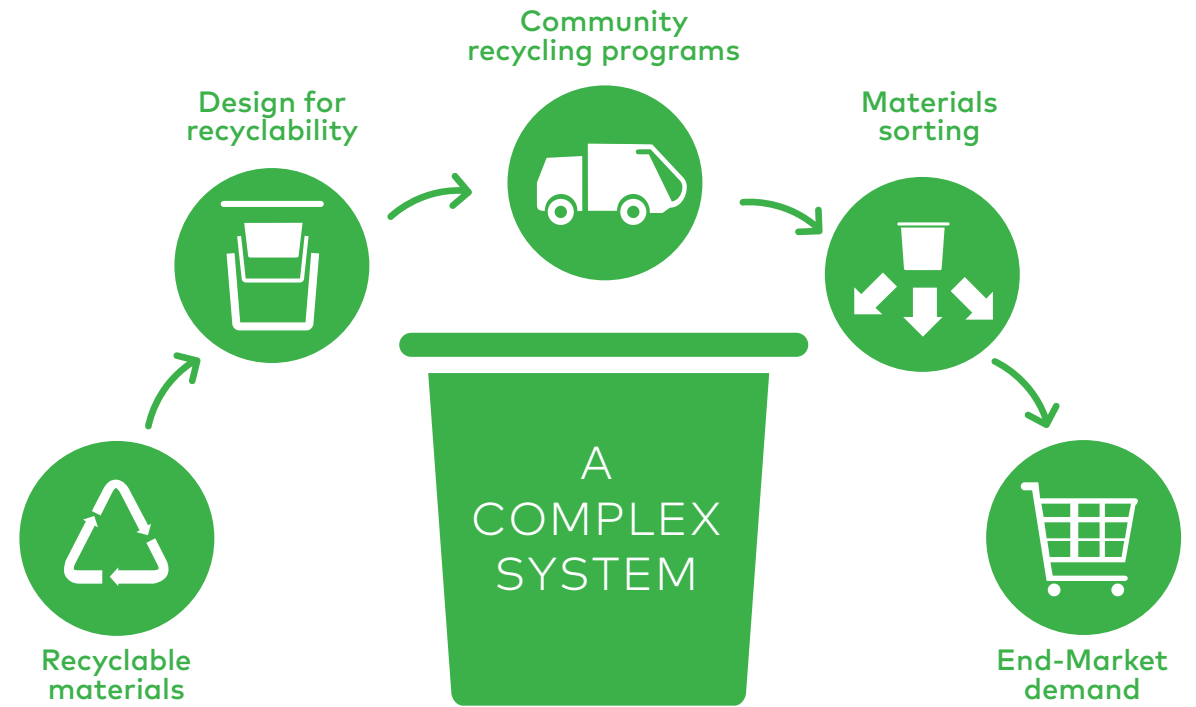 Community
recycling programs
Design for
recyclability
Materials
sorting
A
COMPLEX
SYSTEM
Recyclable
materials
End-Market
demand